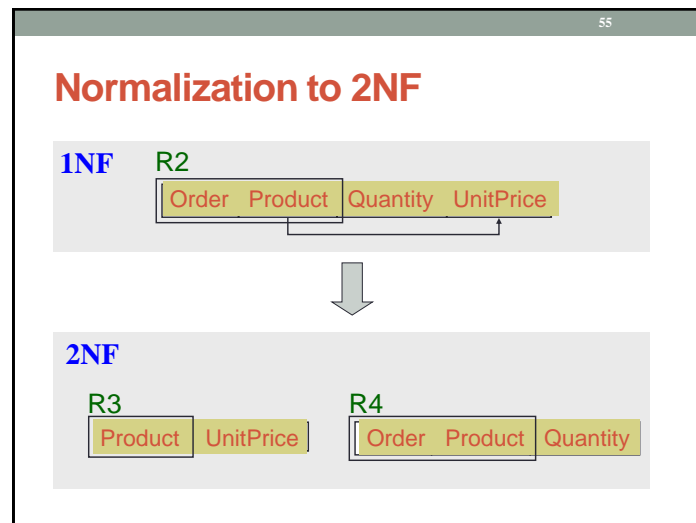 55
Normalization to 2NF
1NF R2
Order Product Quantity UnitPrice
2NF
R3 R4
Product UnitPrice Order Product Quantity